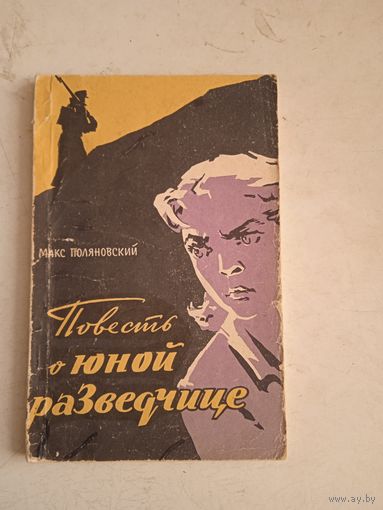 МАКС ПОЛЯНОВСКИЙ
Повесть
о юной
разведчице
www.ay.by